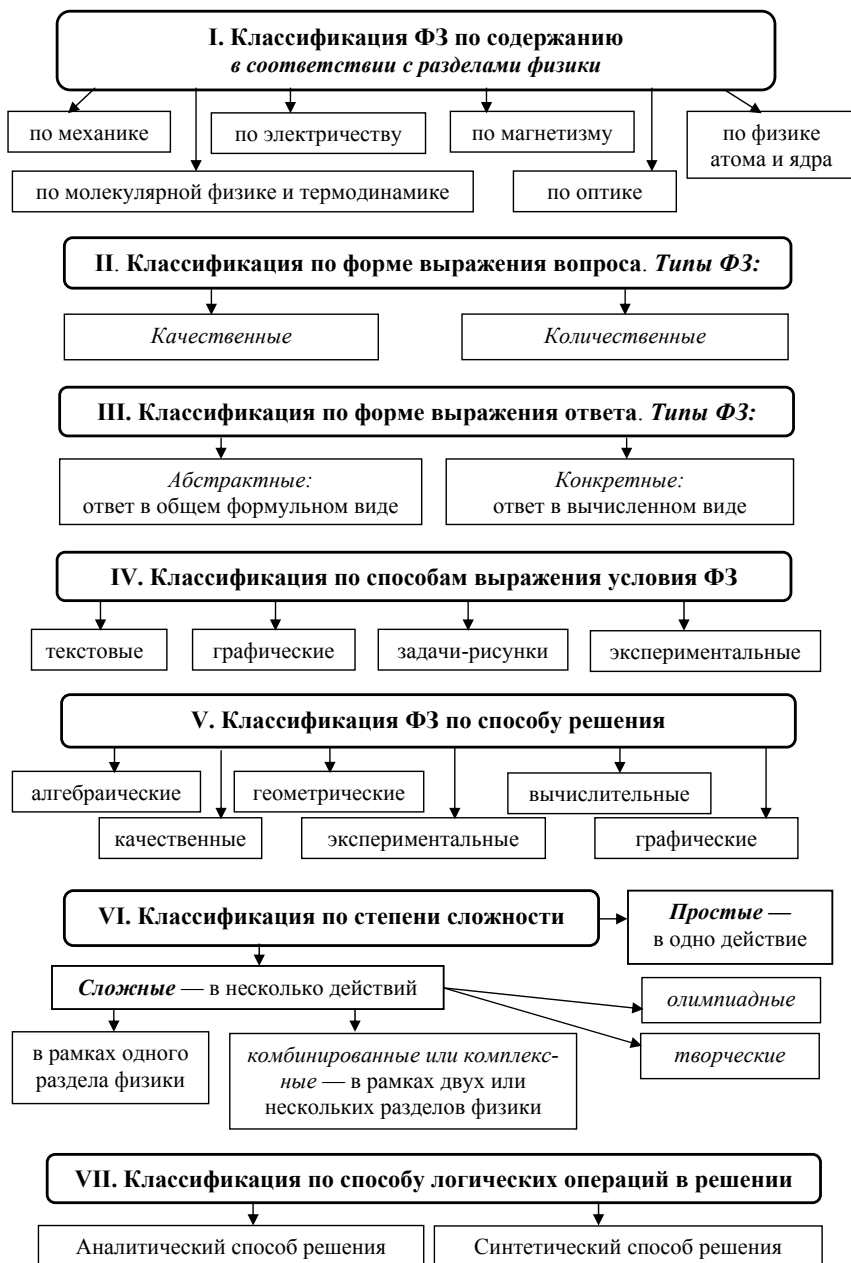 I. Классификация ФЗ по содержанию
в соответствии с разделами физики
по механике
по электричеству
по магнетизму
по физике
атома и ядра
по молекулярной физике и термодинамике
по оптике
II. Классификация по форме выражения вопроса. Типы ФЗ:
Качественные
Количественные
III. Классификация по форме выражения ответа. Типы ФЗ:
Абстрактные:
ответ в общем формульном виде
Конкретные:
ответ в вычисленном виде
IV. Классификация по способам выражения условия ФЗ
текстовые
графические
задачи-рисунки
экспериментальные
V. Классификация ФЗ по способу решения
алгебраические
геометрические
вычислительные
качественные
экспериментальные
графические
VI. Классификация по степени сложности
Простые —
в одно действие
Сложные — в несколько действий
олимпиадные
творческие
в рамках одного
раздела физики
комбинированные или комплекс-
ные — в рамках двух или
нескольких разделов физики
VII. Классификация по способу логических операций в решении
Аналитический способ решения
Синтетический способ решения